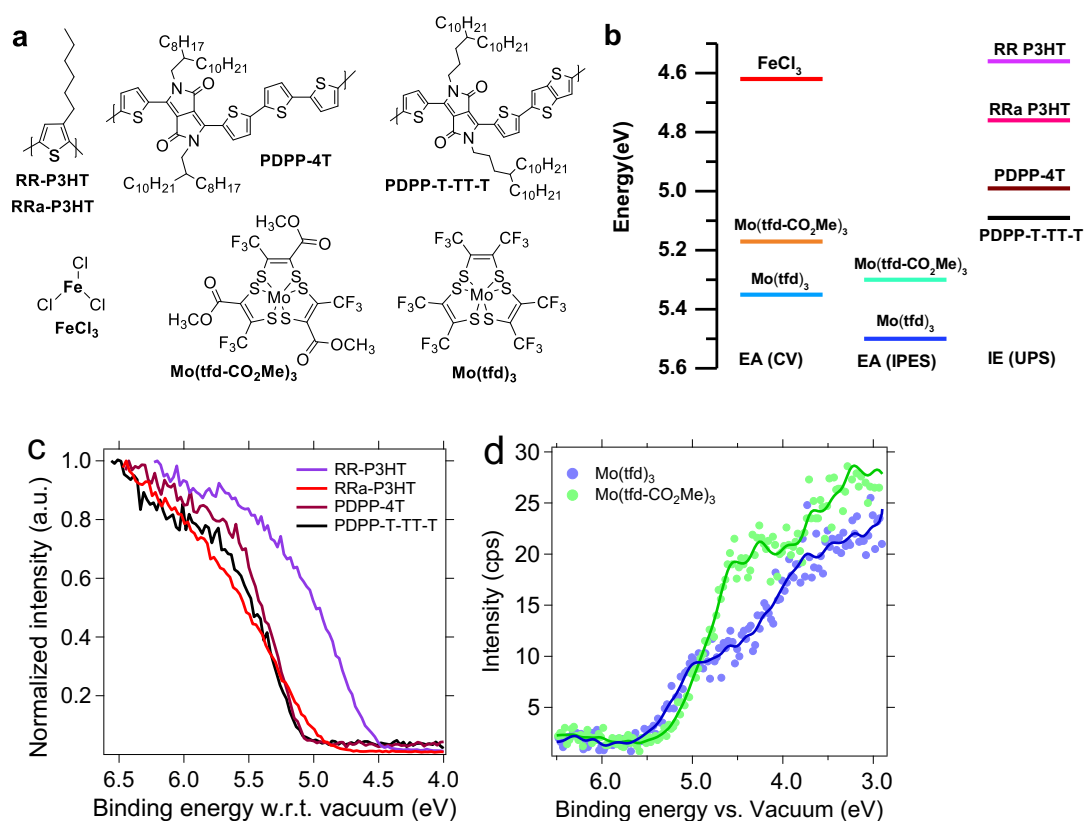 a
C8H17
C10H21
N
O
S
S
S
S
O
N
C10H21
C8H17
PDPP-4T
S
RR-P3HT
RRa-P3HT
C10H21
C10H21
N
O
S
S
S
S
O
N
C10H21
C10H21
PDPP-T-TT-T
Cl
Fe
Cl
Cl
FeCl3
CH3O
O
F3C
S
S
O
CH3O
S
Mo
S
CF3
S
S
F3C
F3C
O
OCH3
Mo(tfd-CO2Me)3
F3C
CF3
S
S
F3C
S
Mo
S
CF3
F3C
S
S
CF3
Mo(tfd)3
b
Energy(eV)
4.6
4.8
5.0
5.2
5.4
5.6
FeCl3
Mo(tfd-CO2Me)3
Mo(tfd)3
EA (CV)
Mo(tfd-CO2Me)3
Mo(tfd)3
EA (IPES)
RR P3HT
RRa P3HT
PDPP-4T
PDPP-T-TT-T
IE (UPS)
c
Normalized intensity (a.u.)
1.0
0.8
0.6
0.4
0.2
RR-P3HT
RRa-P3HT
PDPP-4T
PDPP-T-TT-T
6.5 6.0 5.5 5.0 4.5 4.0
Binding energy w.r.t. vacuum (eV)
d
Intensity (cps)
30
25
20
15
10
5
Mo(tfd)3
Mo(tfd-CO2Me)3
6.0 5.0 4.0 3.0
Binding energy vs. Vacuum (eV)